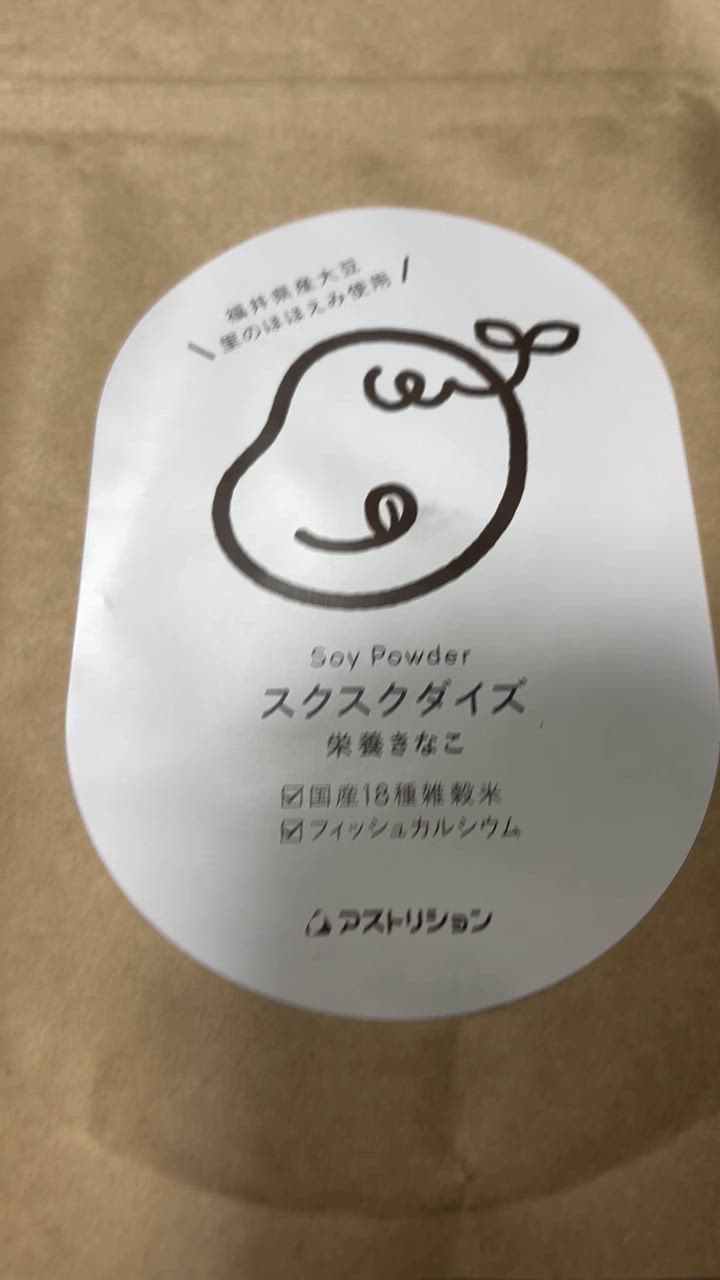 福井県産大豆
里のほほえみ使用
Soy Powder
スクスクダイズ
栄養きなこ
国産18種雑穀米
フィッシュカルシウム
アストリション